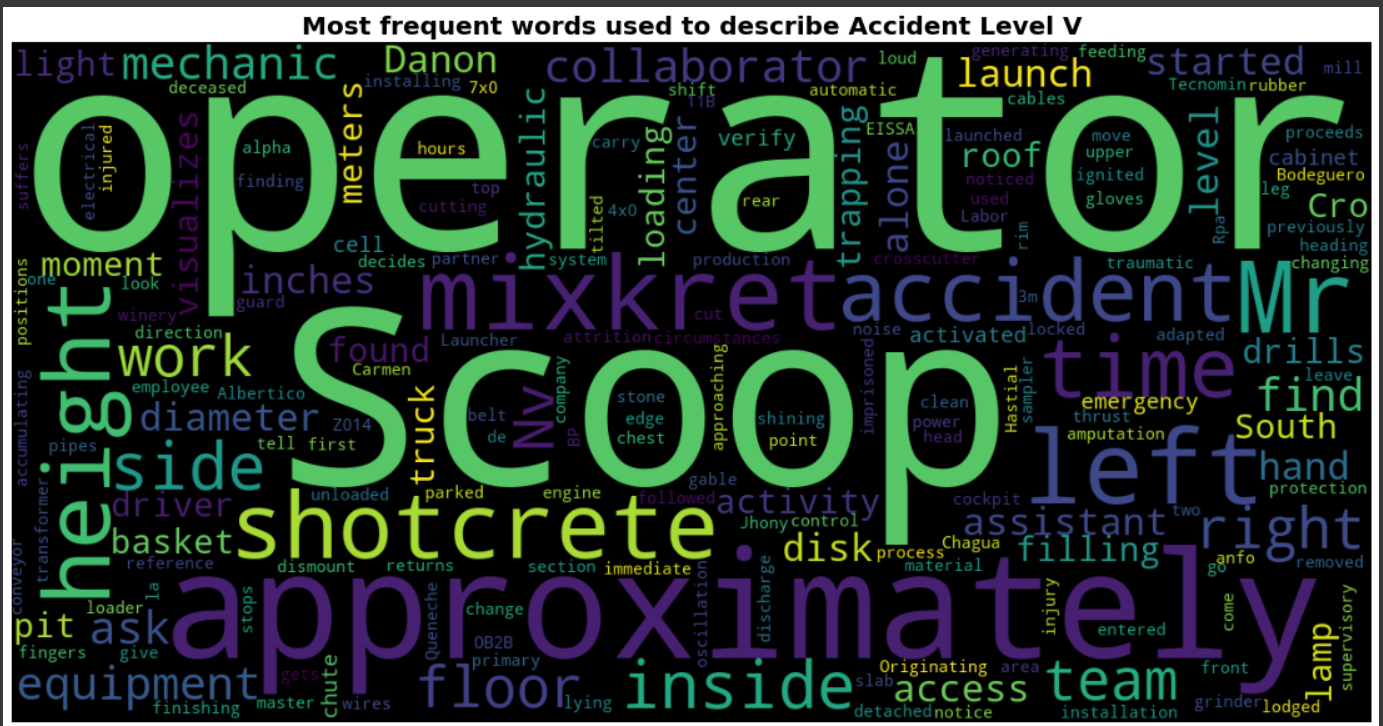 Most frequent words used to describe Accident Level V
light
mechanic
Danon
collaborator
loud
generating
feeding
launch
started
mill
deceased
installing
7x0
shift
automatic
cables
Tecnomin
rubber
T1B
operator
suffers
electrical
injured
visualizes
alpha
finding
meters
hours
top
cutting
hydraulic
carry
4x0
tilted
loading
center
verify
rear
trapping
EISSA
alone
launched
roof
noticed
used
Labor
rim
move
upper
ignited
gloves
level
Rpa
proceeds
cabinet
Bodeguero
leg
Cro
previously
heading
cell
decides
partner
system
production
crosscutter
traumatic
changing
moment
one
look
positions
winery
inches
guard
mixkret
cut
accident
3m
Mr
direction
height
work
found
Launcher
attrition
circumstances
noise
activated
locked
adapted
time
drills
Carmen
Scoop
employee
Albertico
truck
belt
de
Nv
company
BP
stone
edge
chest
approaching
shining
point
imprisoned
clean
power
head
Hastial
sampler
emergency
thrust
amputation
find
leave
South
accumulating
diameter
Z014
pipes
tell
first
side
left
hand
protection
gable
driver
unloaded
parked
engine
followed
activity
cockpit
two
transformer
basket
shotcrete
Jhony
control
disk
process
Chagua
assistant
filling
right
anfo
go
removed
reference
dismount
returns
section
immediate
material
conveyor
approximately
loader
la
pit
ask
stops
Queneche
change
OB2B
primary
oscillation
discharge
injury
entered
come
supervisory
fingers
give
gets
chute
equipment
finishing
master
wires
floor
lying
inside
slab
Originating
area
access
detached
notice
team
installation
front
grinder
lodged
lamp